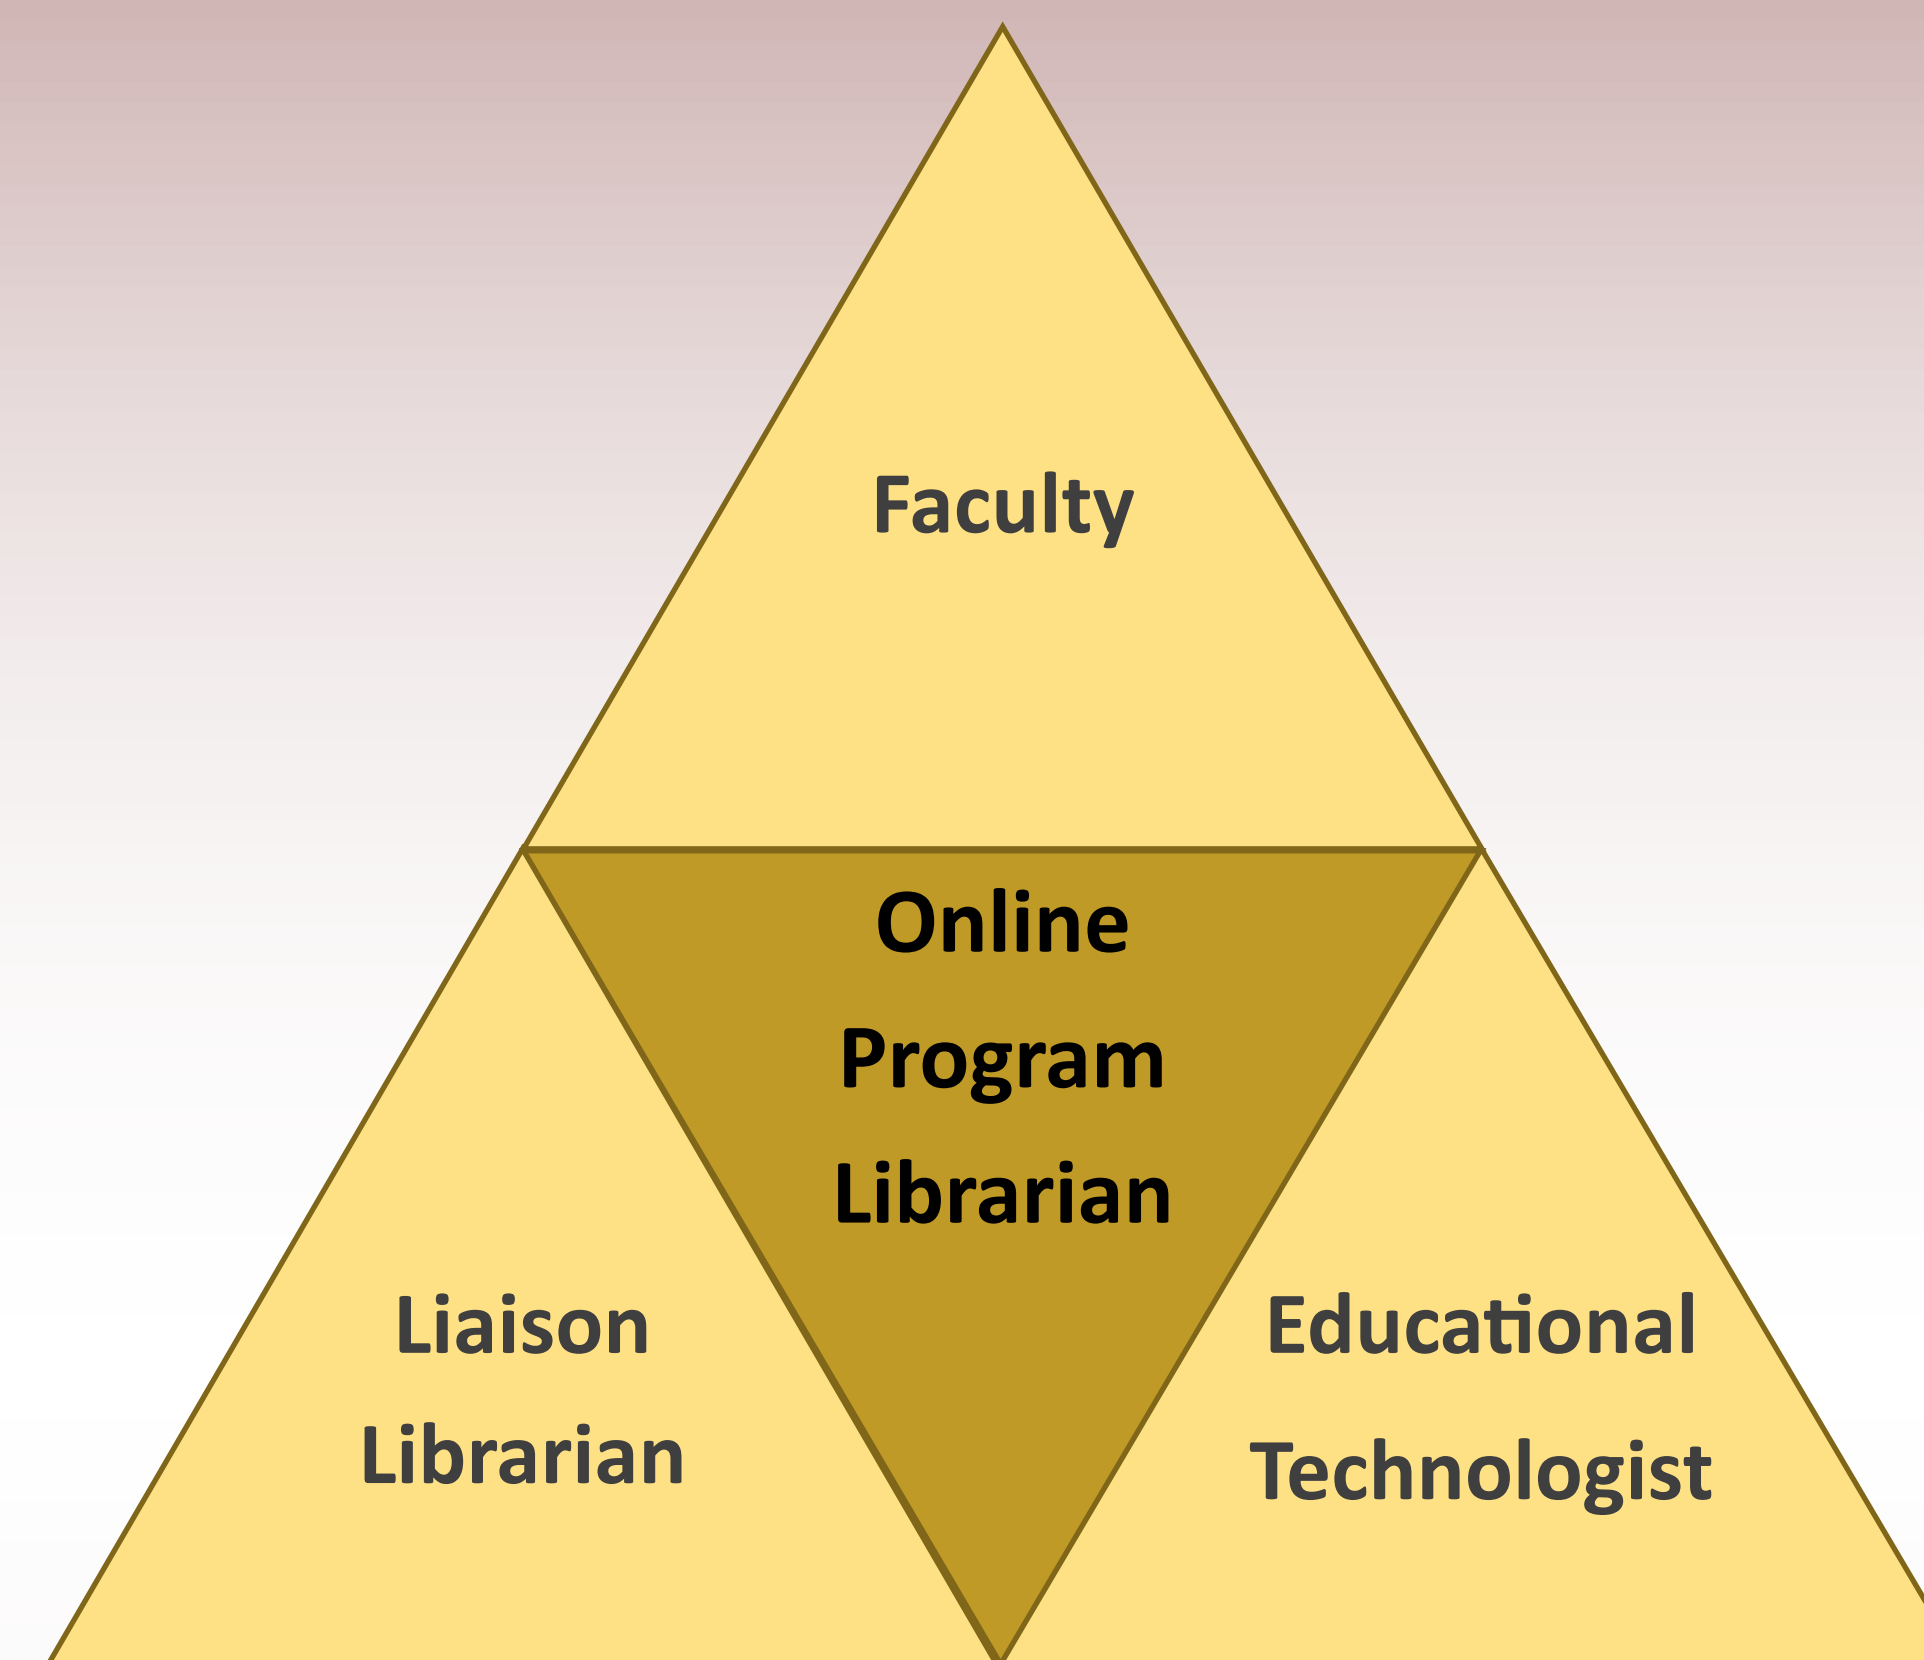 Faculty
Online
Program
Librarian
Liaison
Librarian
Educational
Technologist